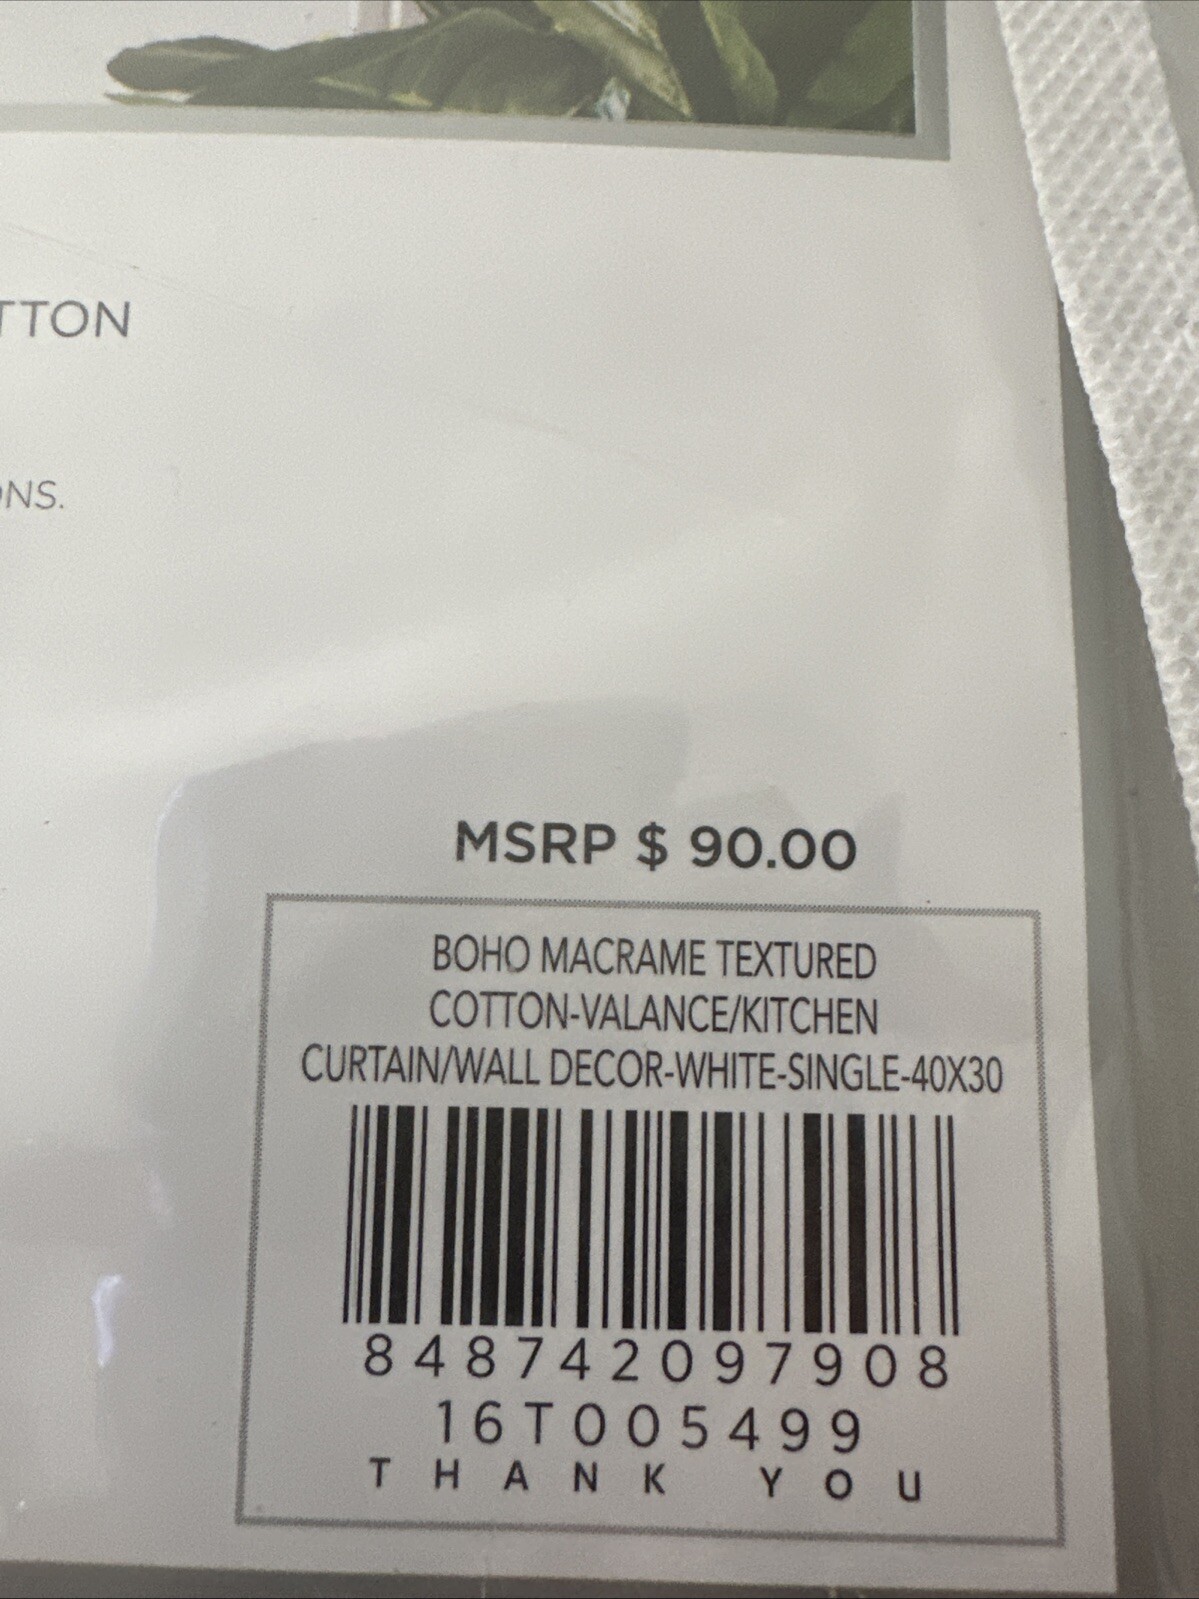 TTON
ONS.
MSRP $ 90.00
BOHO MACRAME TEXTURED
COTTON-VALANCE/KITCHEN
CURTAIN/WALL DECOR-WHITE-SINGLE-40X30
848742097908
16T005499
THANK YOU